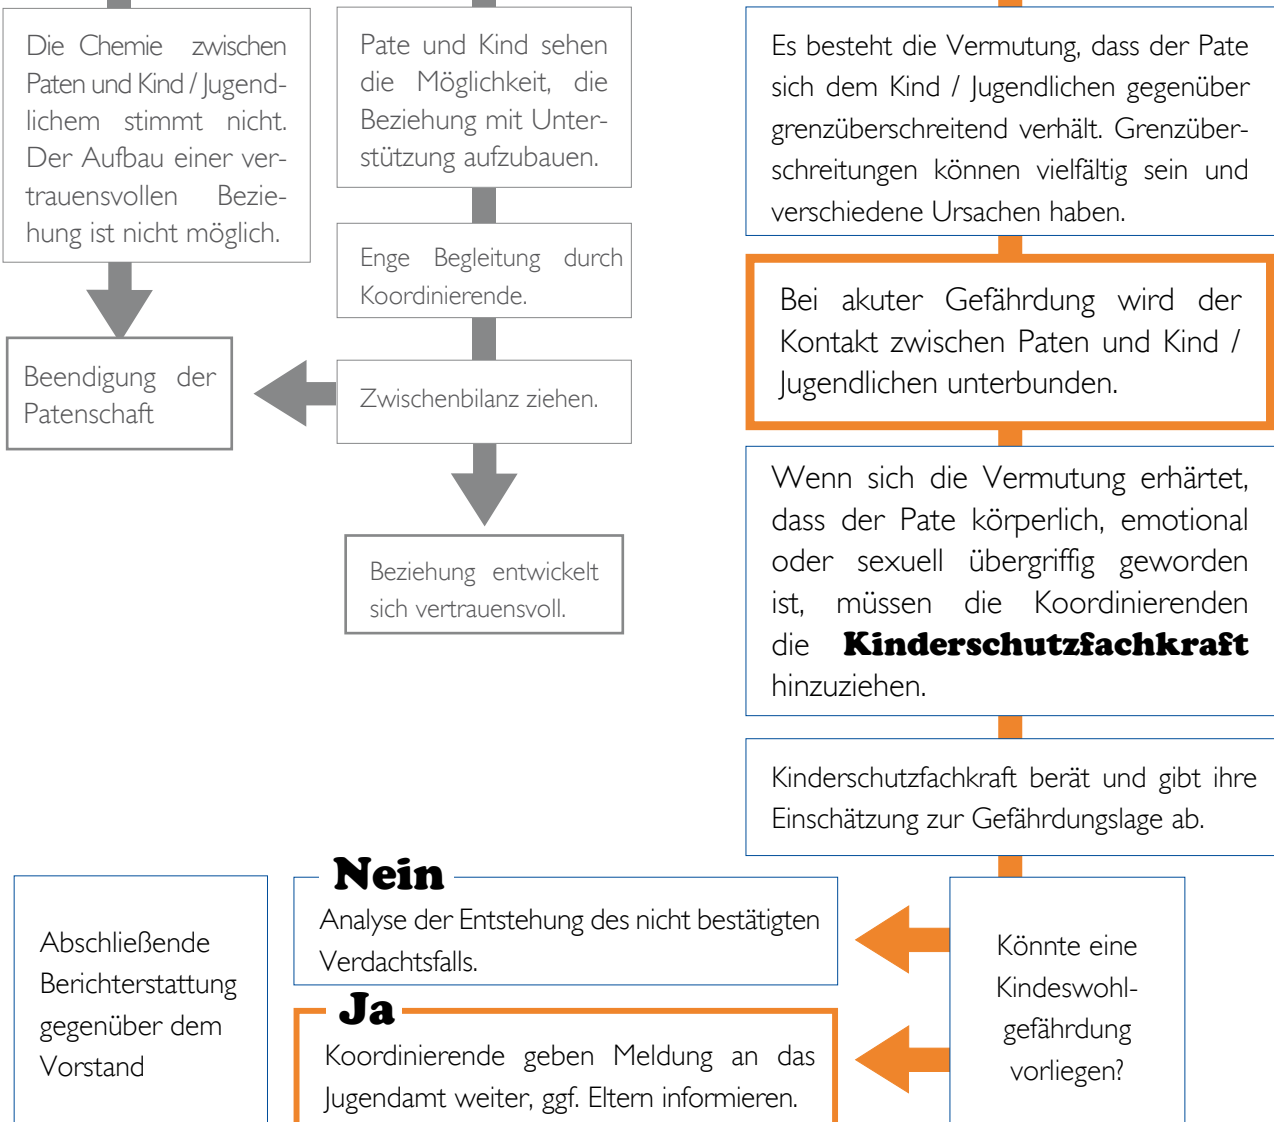 Die Chemie zwischen
Paten und Kind / Jugend-
lichem stimmt nicht.
Der Aufbau einer ver-
trauensvollen Bezie-
hung ist nicht möglich.
Beendigung der
Patenschaft
Pate und Kind sehen
die Möglichkeit, die
Beziehung mit Unter-
stützung aufzubauen.
Enge Begleitung durch
Koordinierende.
Zwischenbilanz ziehen.
Beziehung entwickelt
sich vertrauensvoll.
Es besteht die Vermutung, dass der Pate
sich dem Kind / Jugendlichen gegenüber
grenzüberschreitend verhält. Grenzüber-
schreitungen können vielfältig sein und
verschiedene Ursachen haben.
Bei akuter Gefährdung wird der
Kontakt zwischen Paten und Kind /
Jugendlichen unterbunden.
Wenn sich die Vermutung erhärtet,
dass der Pate körperlich, emotional
oder sexuell übergriffig geworden
ist, müssen die Koordinierenden
die Kinderschutzfachkraft
hinzuziehen.
Kinderschutzfachkraft berät und gibt ihre
Einschätzung zur Gefährdungslage ab.
Könnte eine
Kindeswohl-
gefährdung
vorliegen?
Nein
Analyse der Entstehung des nicht bestätigten
Verdachtsfalls.
Ja
Koordinierende geben Meldung an das
Jugendamt weiter, ggf. Eltern informieren.
Abschließende
Berichterstattung
gegenüber dem
Vorstand